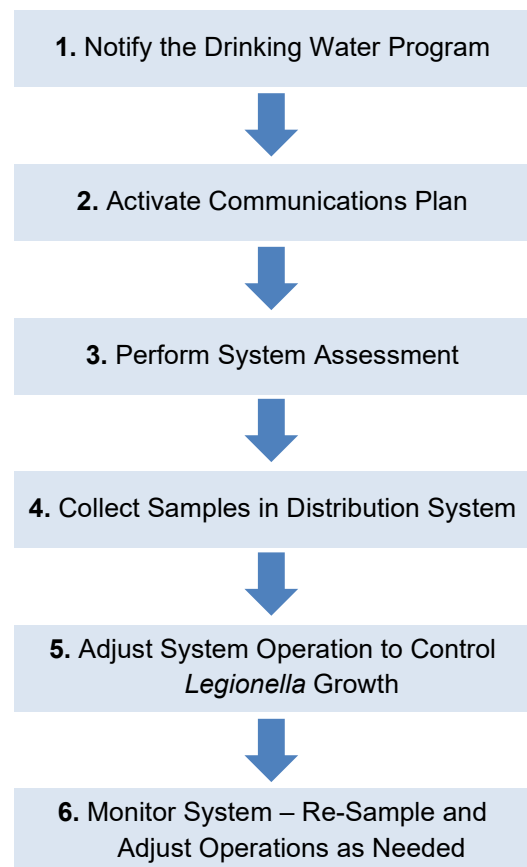 1. Notify the Drinking Water Program
2. Activate Communications Plan
3. Perform System Assessment
4. Collect Samples in Distribution System
5. Adjust System Operation to Control
Legionella Growth
6. Monitor System – Re-Sample and
Adjust Operations as Needed